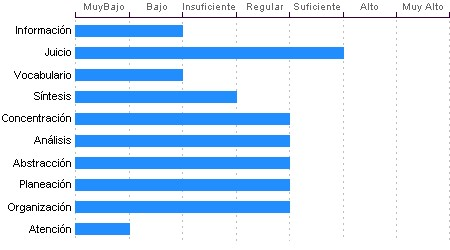 MuyBajo Bajo Insuficiente Regular Suficiente Alto Muy Alto
Información
Juicio
Vocabulario
Síntesis
Concentración
Análisis
Abstracción
Planeación
Organización
Atención